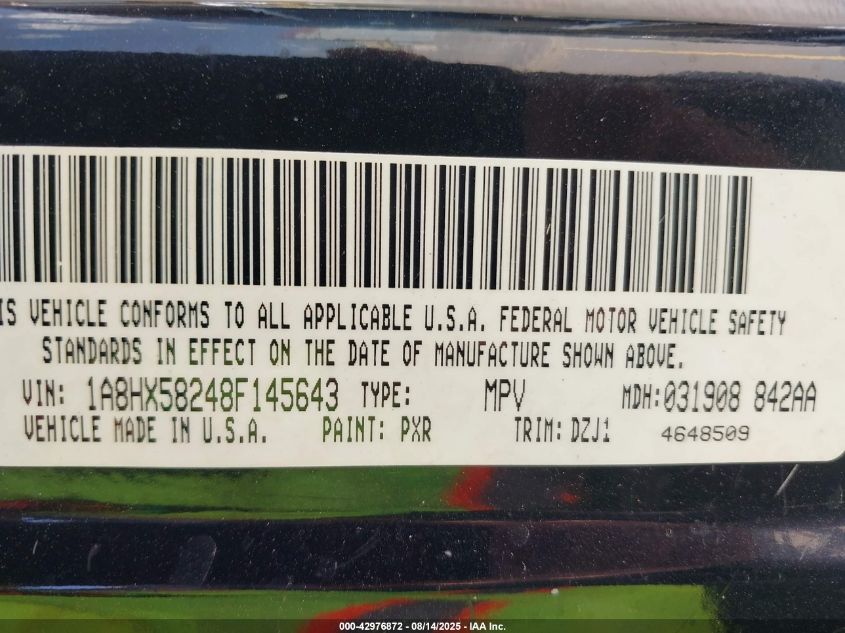 IS VEHICLE CONFORMS TO ALL APPLICABLE U.S.A. FEDERAL MOTOR VEHICLE SAFETY
STANDARDS IN EFFECT ON THE DATE OF MANUFACTURE SHOWN ABOVE.
VIN: 1A8HX58248F145643 TYPE: MPV MDH:031908 842AA
VEHICLE MADE IN U.S.A. PAINT: PXR TRIM: DZJ1 4648509
000-42976872 - 08/14/2025 - IAA Inc.